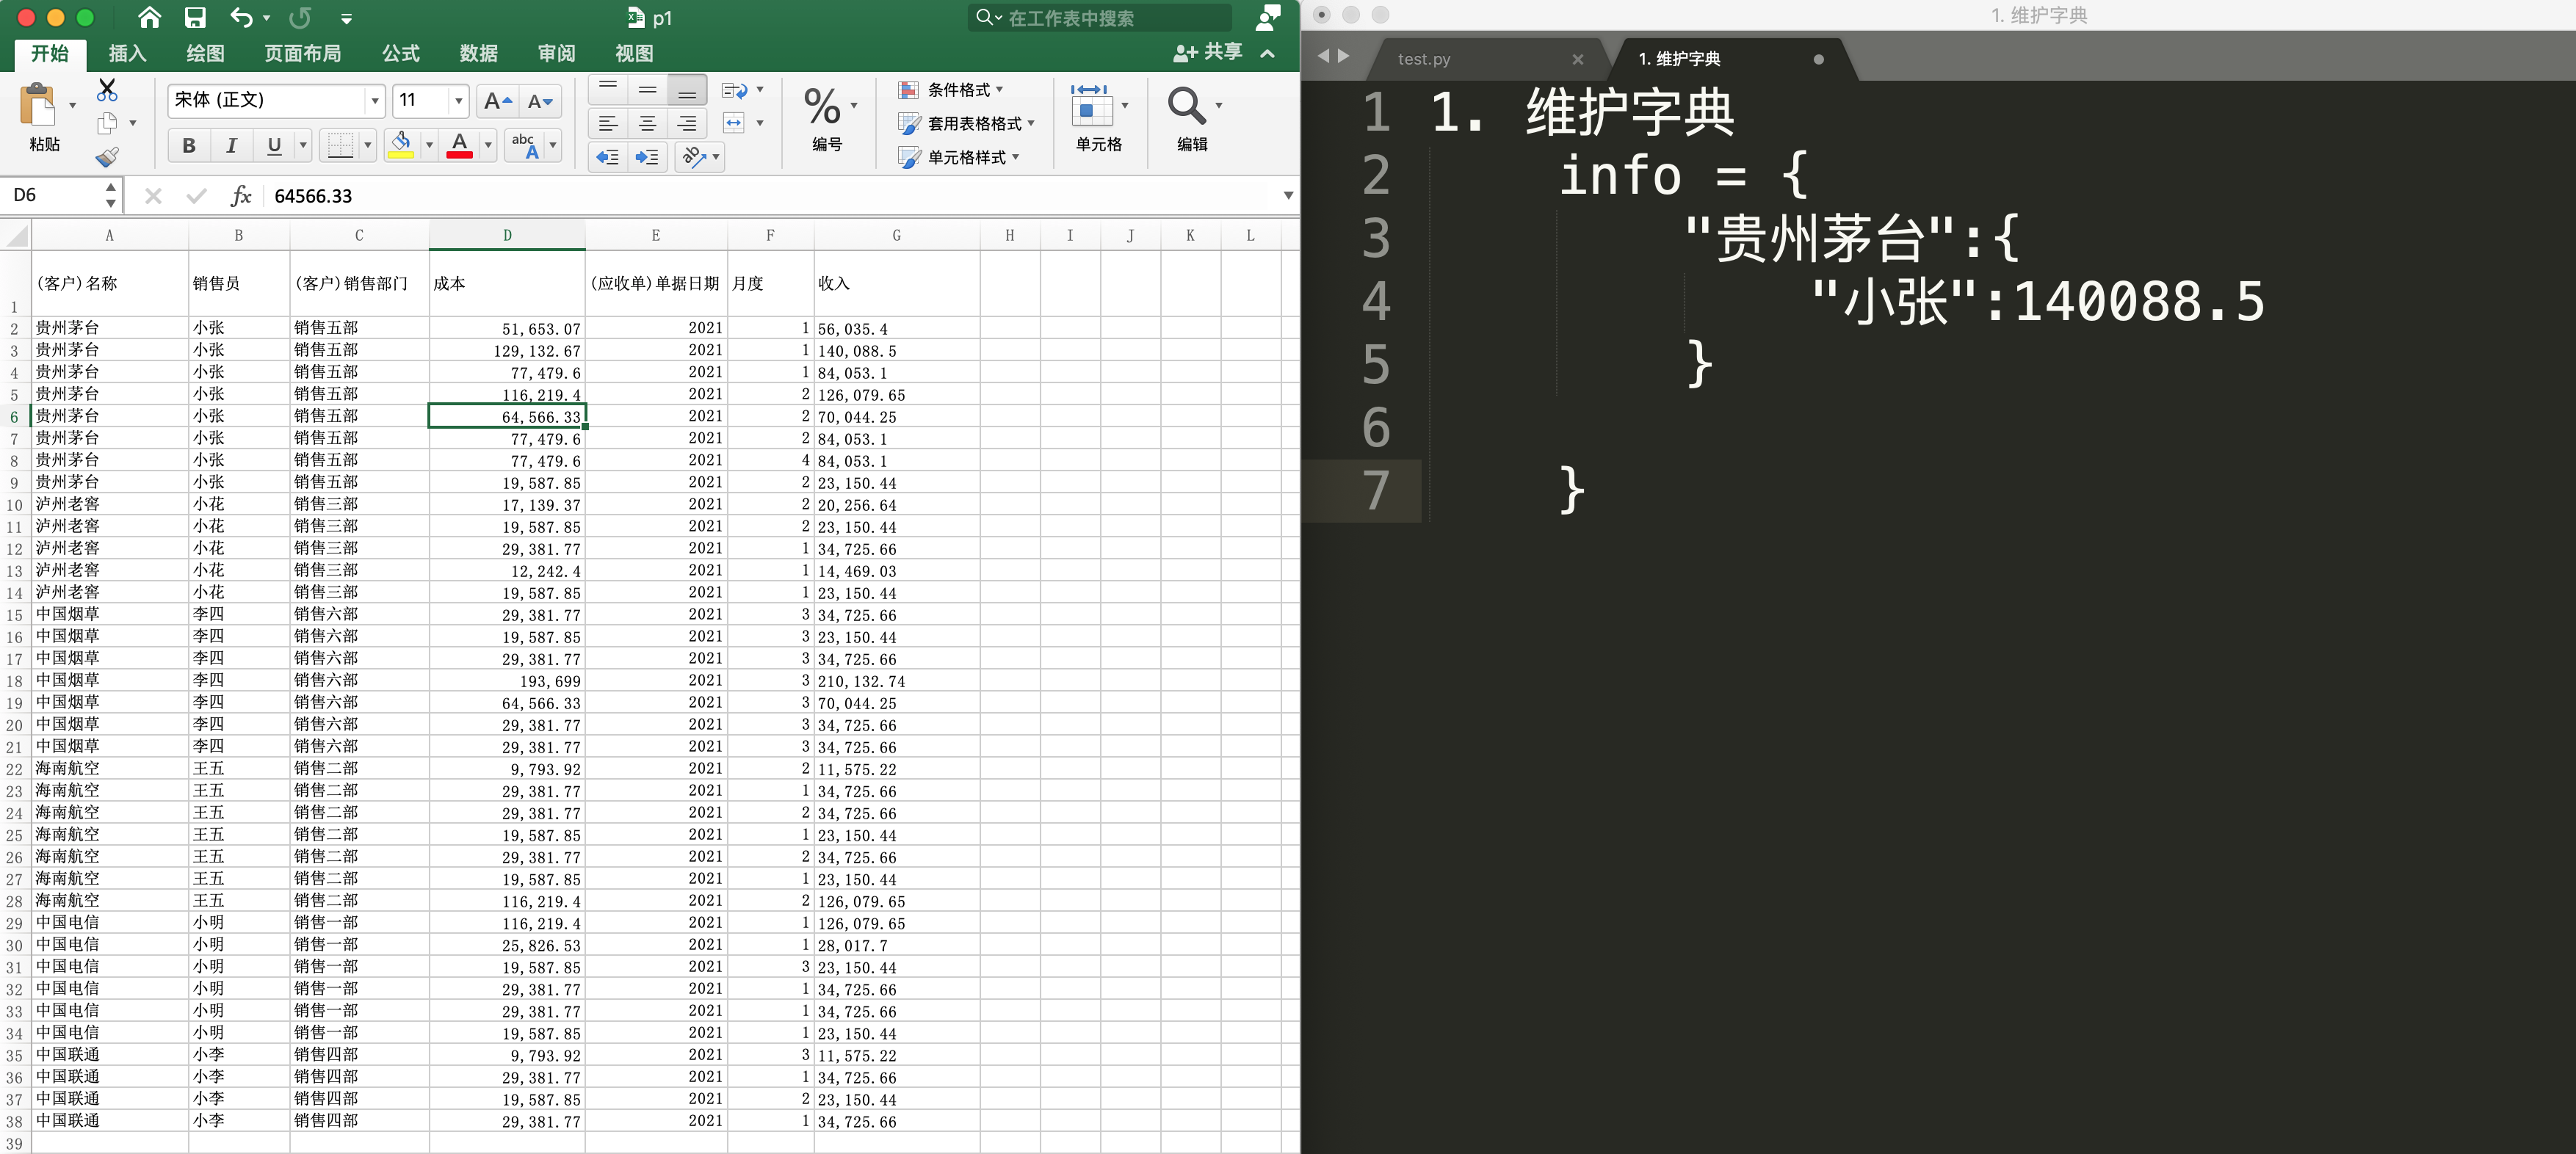 p1
在工作表中搜索
开始 插入 绘图 页面布局 公式 数据 审阅 视图 共享
粘贴
宋体 (正文) 11 A A
B I U A abc A
ab
% 编号
条件格式
套用表格格式
单元格样式
单元格
编辑
D6 fx 64566.33
A B C D E F G H I J K L
1 (客户)名称 销售员 (客户)销售部门 成本 (应收单)单据日期 月度 收入
2 贵州茅台 小张 销售五部 51,653.07 2021 1 56,035.4
3 贵州茅台 小张 销售五部 129,132.67 2021 1 140,088.5
4 贵州茅台 小张 销售五部 77,479.6 2021 1 84,053.1
5 贵州茅台 小张 销售五部 116,219.4 2021 2 126,079.65
6 贵州茅台 小张 销售五部 64,566.33 2021 2 70,044.25
7 贵州茅台 小张 销售五部 77,479.6 2021 2 84,053.1
8 贵州茅台 小张 销售五部 77,479.6 2021 4 84,053.1
9 贵州茅台 小张 销售五部 19,587.85 2021 2 23,150.44
10 泸州老窖 小花 销售三部 17,139.37 2021 2 20,256.64
11 泸州老窖 小花 销售三部 19,587.85 2021 2 23,150.44
12 泸州老窖 小花 销售三部 29,381.77 2021 1 34,725.66
13 泸州老窖 小花 销售三部 12,242.4 2021 1 14,469.03
14 泸州老窖 小花 销售三部 19,587.85 2021 1 23,150.44
15 中国烟草 李四 销售六部 29,381.77 2021 3 34,725.66
16 中国烟草 李四 销售六部 19,587.85 2021 3 23,150.44
17 中国烟草 李四 销售六部 29,381.77 2021 3 34,725.66
18 中国烟草 李四 销售六部 193,699 2021 3 210,132.74
19 中国烟草 李四 销售六部 64,566.33 2021 3 70,044.25
20 中国烟草 李四 销售六部 29,381.77 2021 3 34,725.66
21 中国烟草 李四 销售六部 29,381.77 2021 3 34,725.66
22 海南航空 王五 销售二部 9,793.92 2021 2 11,575.22
23 海南航空 王五 销售二部 29,381.77 2021 1 34,725.66
24 海南航空 王五 销售二部 29,381.77 2021 2 34,725.66
25 海南航空 王五 销售二部 19,587.85 2021 1 23,150.44
26 海南航空 王五 销售二部 29,381.77 2021 2 34,725.66
27 海南航空 王五 销售二部 19,587.85 2021 1 23,150.44
28 海南航空 王五 销售二部 116,219.4 2021 2 126,079.65
29 中国电信 小明 销售一部 116,219.4 2021 1 126,079.65
30 中国电信 小明 销售一部 25,826.53 2021 1 28,017.7
31 中国电信 小明 销售一部 19,587.85 2021 3 23,150.44
32 中国电信 小明 销售一部 29,381.77 2021 1 34,725.66
33 中国电信 小明 销售一部 29,381.77 2021 1 34,725.66
34 中国电信 小明 销售一部 19,587.85 2021 1 23,150.44
35 中国联通 小李 销售四部 9,793.92 2021 3 11,575.22
36 中国联通 小李 销售四部 29,381.77 2021 1 34,725.66
37 中国联通 小李 销售四部 19,587.85 2021 2 23,150.44
38 中国联通 小李 销售四部 29,381.77 2021 1 34,725.66
39
1. 维护字典
test.py 1. 维护字典
1 1. 维护字典
2 info = {
3 "贵州茅台":{
4 "小张":140088.5
5 }
6
7 }